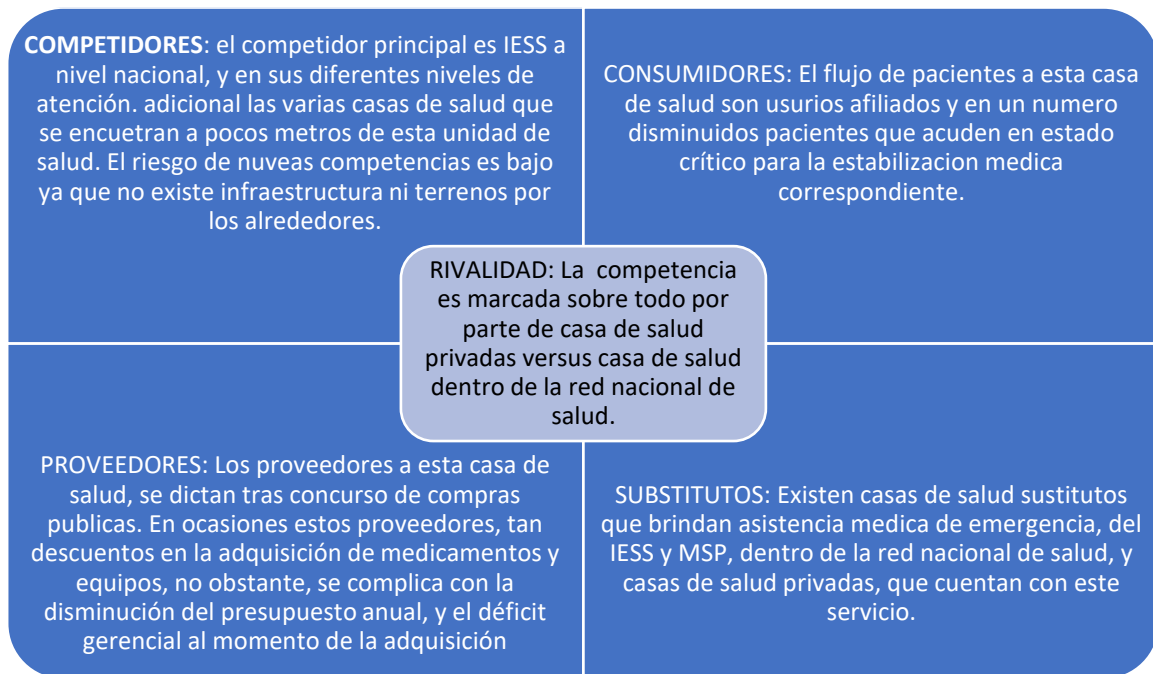 COMPETIDORES: el competidor principal es IESS a
nivel nacional, y en sus diferentes niveles de
atención. adicional las varias casas de salud que
se encuetran a pocos metros de esta unidad de
salud. El riesgo de nuveas competencias es bajo
ya que no existe infraestructura ni terrenos por
los alrededores.
CONSUMIDORES: El flujo de pacientes a esta casa
de salud son usurios afiliados y en un numero
disminuidos pacientes que acuden en estado
crítico para la estabilizacion medica
correspondiente.
RIVALIDAD: La competencia
es marcada sobre todo por
parte de casa de salud
privadas versus casa de salud
dentro de la red nacional de
salud.
PROVEEDORES: Los proveedores a esta casa de
salud, se dictan tras concurso de compras
publicas. En ocasiones estos proveedores, tan
descuentos en la adquisición de medicamentos y
equipos, no obstante, se complica con la
disminución del presupuesto anual, y el déficit
gerencial al momento de la adquisición
SUBSTITUTOS: Existen casas de salud sustitutos
que brindan asistencia medica de emergencia, del
IESS y MSP, dentro de la red nacional de salud, y
casas de salud privadas, que cuentan con este
servicio.